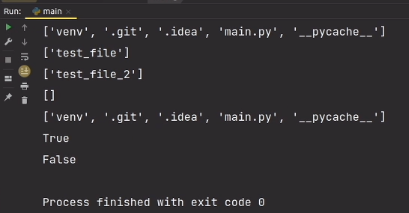 Run: main ×
['venv', '.git', '.idea', 'main.py', '__pycache__']
['test_file']
['test_file_2']
[]
['venv', '.git', '.idea', 'main.py', '__pycache__']
True
False
Process finished with exit code 0